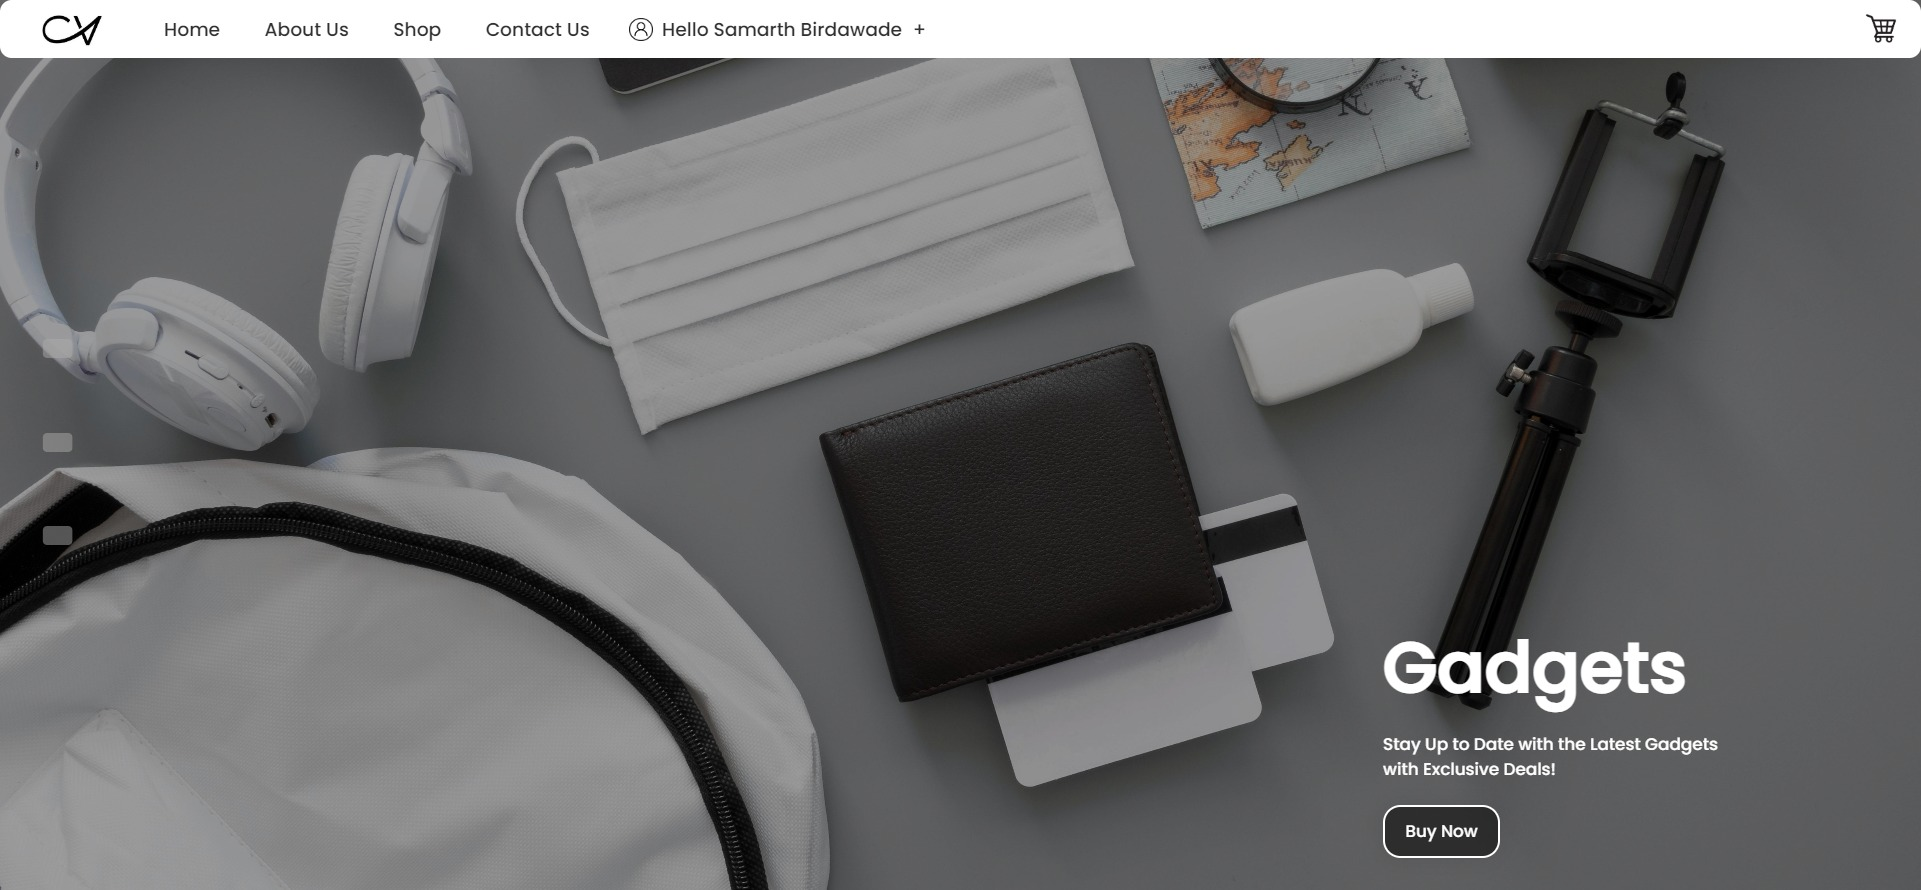 CA
Home
About Us
Shop
Contact Us
Hello Samarth Birdawade +
Gadgets
Stay Up to Date with the Latest Gadgets
with Exclusive Deals!
Buy Now